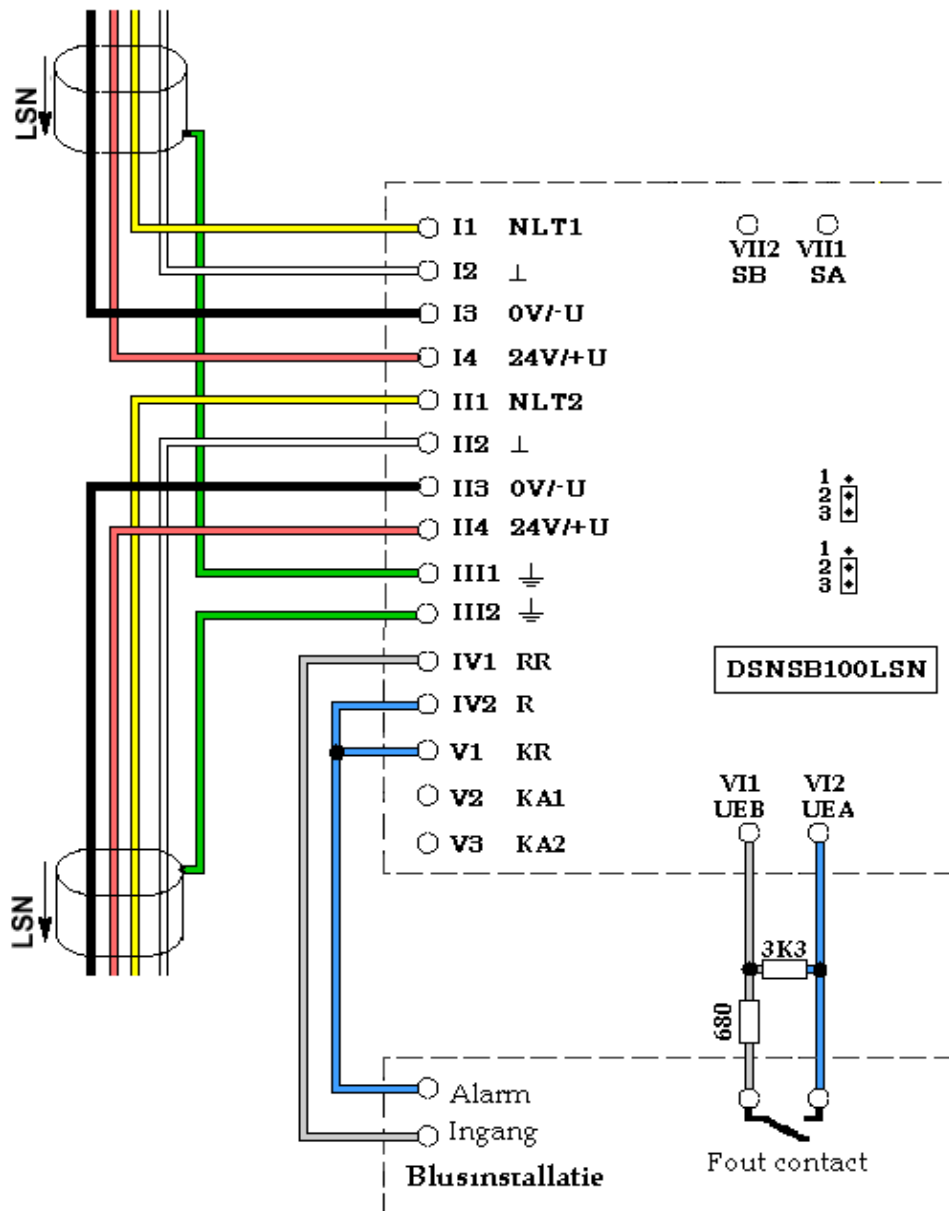 LSN
I1 NLT1
I2 ⊥
I3 0V/-U
I4 24V/+U
II1 NLT2
II2 ⊥
II3 0V/-U
II4 24V/+U
III1 ⏚
III2 ⏚
IV1 RR
IV2 R
V1 KR
V2 KA1
V3 KA2
VII2 VII1
SB SA
1
2
3
1
2
3
DSNSB100LSN
VI1 VI2
UEB UEA
LSN
3K3
680
Alarm
Ingang
Blusinstallatie
Fout contact